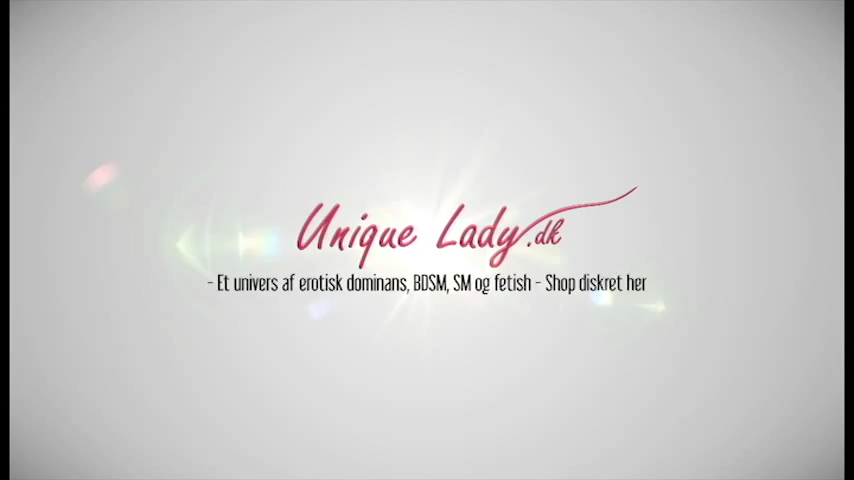 Unique Lady.dk
- Et univers af erotisk dominans, BDSM, SM og fetish - Shop diskret her